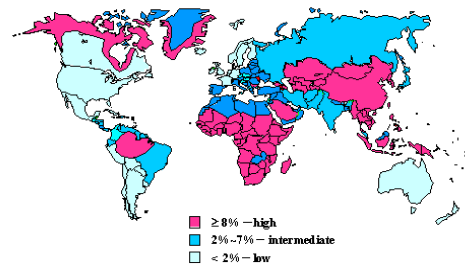 ≥ 8% —high
2%~7%— intermediate
< 2%— low